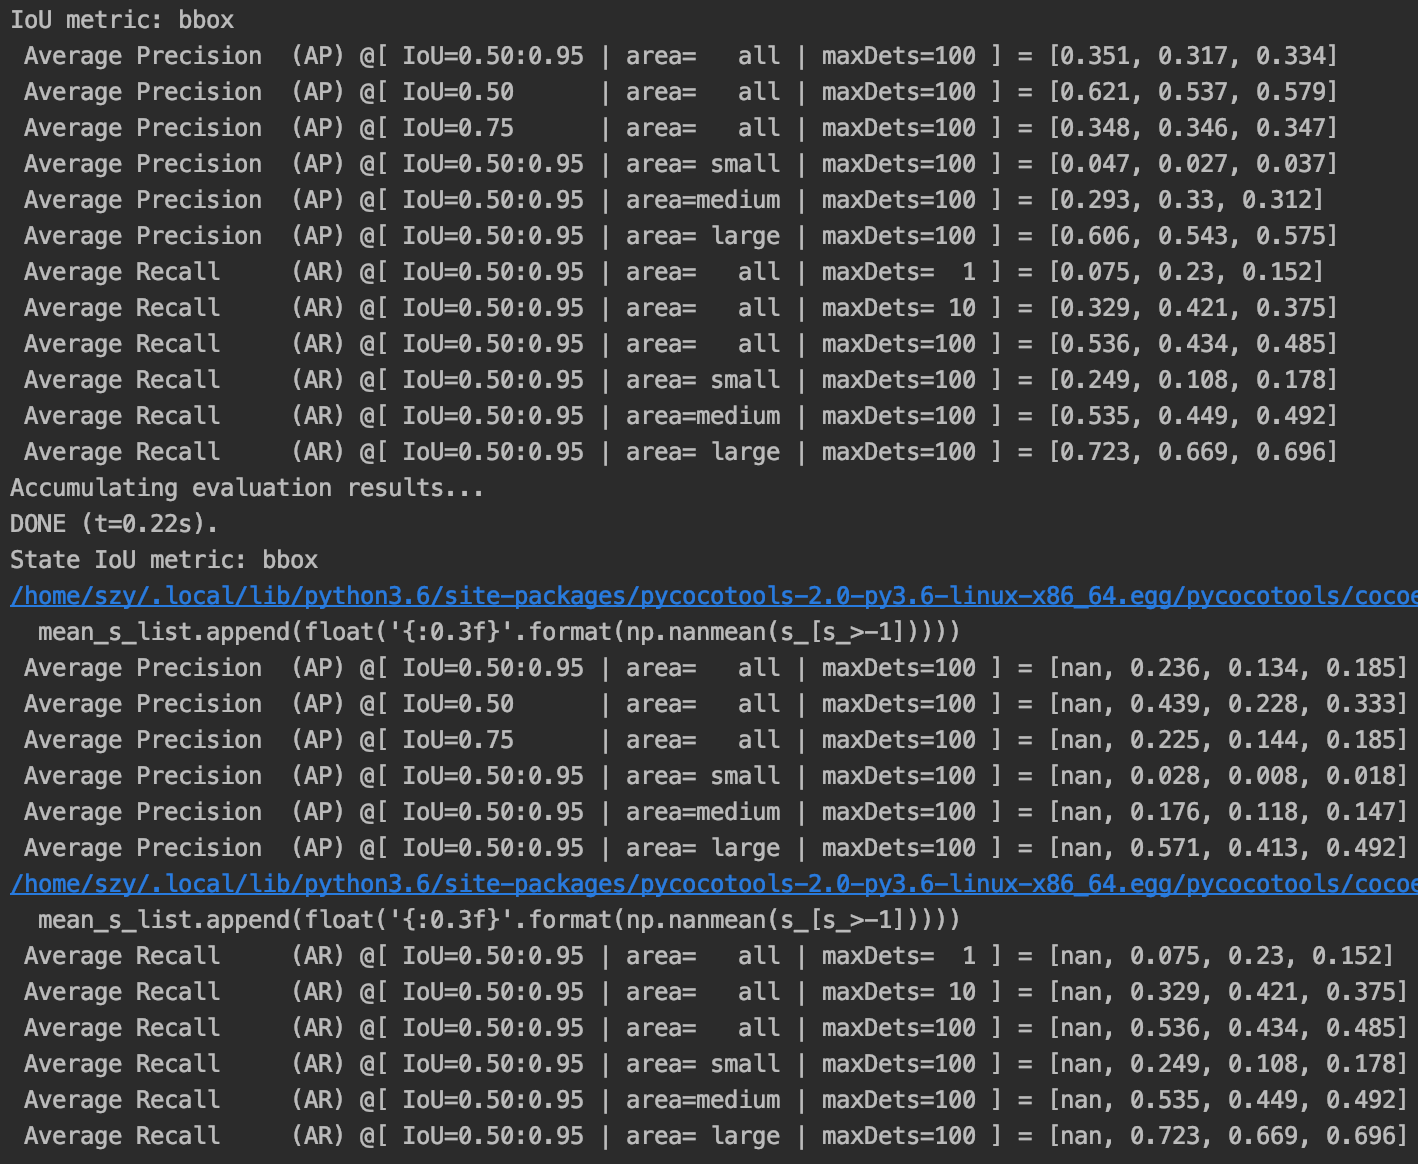 IoU metric: bbox
 Average Precision  (AP) @[ IoU=0.50:0.95 | area=   all | maxDets=100 ] = [0.351, 0.317, 0.334]
 Average Precision  (AP) @[ IoU=0.50      | area=   all | maxDets=100 ] = [0.621, 0.537, 0.579]
 Average Precision  (AP) @[ IoU=0.75      | area=   all | maxDets=100 ] = [0.348, 0.346, 0.347]
 Average Precision  (AP) @[ IoU=0.50:0.95 | area= small | maxDets=100 ] = [0.047, 0.027, 0.037]
 Average Precision  (AP) @[ IoU=0.50:0.95 | area=medium | maxDets=100 ] = [0.293, 0.33, 0.312]
 Average Precision  (AP) @[ IoU=0.50:0.95 | area= large | maxDets=100 ] = [0.606, 0.543, 0.575]
 Average Recall     (AR) @[ IoU=0.50:0.95 | area=   all | maxDets=  1 ] = [0.075, 0.23, 0.152]
 Average Recall     (AR) @[ IoU=0.50:0.95 | area=   all | maxDets= 10 ] = [0.329, 0.421, 0.375]
 Average Recall     (AR) @[ IoU=0.50:0.95 | area=   all | maxDets=100 ] = [0.536, 0.434, 0.485]
 Average Recall     (AR) @[ IoU=0.50:0.95 | area= small | maxDets=100 ] = [0.249, 0.108, 0.178]
 Average Recall     (AR) @[ IoU=0.50:0.95 | area=medium | maxDets=100 ] = [0.535, 0.449, 0.492]
 Average Recall     (AR) @[ IoU=0.50:0.95 | area= large | maxDets=100 ] = [0.723, 0.669, 0.696]
Accumulating evaluation results...
DONE (t=0.22s).
State IoU metric: bbox
/home/szy/.local/lib/python3.6/site-packages/pycocotools-2.0-py3.6-linux-x86_64.egg/pycocotools/cocoe
  mean_s_list.append(float('{:0.3f}'.format(np.nanmean(s_[s_>-1]))))
 Average Precision  (AP) @[ IoU=0.50:0.95 | area=   all | maxDets=100 ] = [nan, 0.236, 0.134, 0.185]
 Average Precision  (AP) @[ IoU=0.50      | area=   all | maxDets=100 ] = [nan, 0.439, 0.228, 0.333]
 Average Precision  (AP) @[ IoU=0.75      | area=   all | maxDets=100 ] = [nan, 0.225, 0.144, 0.185]
 Average Precision  (AP) @[ IoU=0.50:0.95 | area= small | maxDets=100 ] = [nan, 0.028, 0.008, 0.018]
 Average Precision  (AP) @[ IoU=0.50:0.95 | area=medium | maxDets=100 ] = [nan, 0.176, 0.118, 0.147]
 Average Precision  (AP) @[ IoU=0.50:0.95 | area= large | maxDets=100 ] = [nan, 0.571, 0.413, 0.492]
/home/szy/.local/lib/python3.6/site-packages/pycocotools-2.0-py3.6-linux-x86_64.egg/pycocotools/cocoe
  mean_s_list.append(float('{:0.3f}'.format(np.nanmean(s_[s_>-1]))))
 Average Recall     (AR) @[ IoU=0.50:0.95 | area=   all | maxDets=  1 ] = [nan, 0.075, 0.23, 0.152]
 Average Recall     (AR) @[ IoU=0.50:0.95 | area=   all | maxDets= 10 ] = [nan, 0.329, 0.421, 0.375]
 Average Recall     (AR) @[ IoU=0.50:0.95 | area=   all | maxDets=100 ] = [nan, 0.536, 0.434, 0.485]
 Average Recall     (AR) @[ IoU=0.50:0.95 | area= small | maxDets=100 ] = [nan, 0.249, 0.108, 0.178]
 Average Recall     (AR) @[ IoU=0.50:0.95 | area=medium | maxDets=100 ] = [nan, 0.535, 0.449, 0.492]
 Average Recall     (AR) @[ IoU=0.50:0.95 | area= large | maxDets=100 ] = [nan, 0.723, 0.669, 0.696]